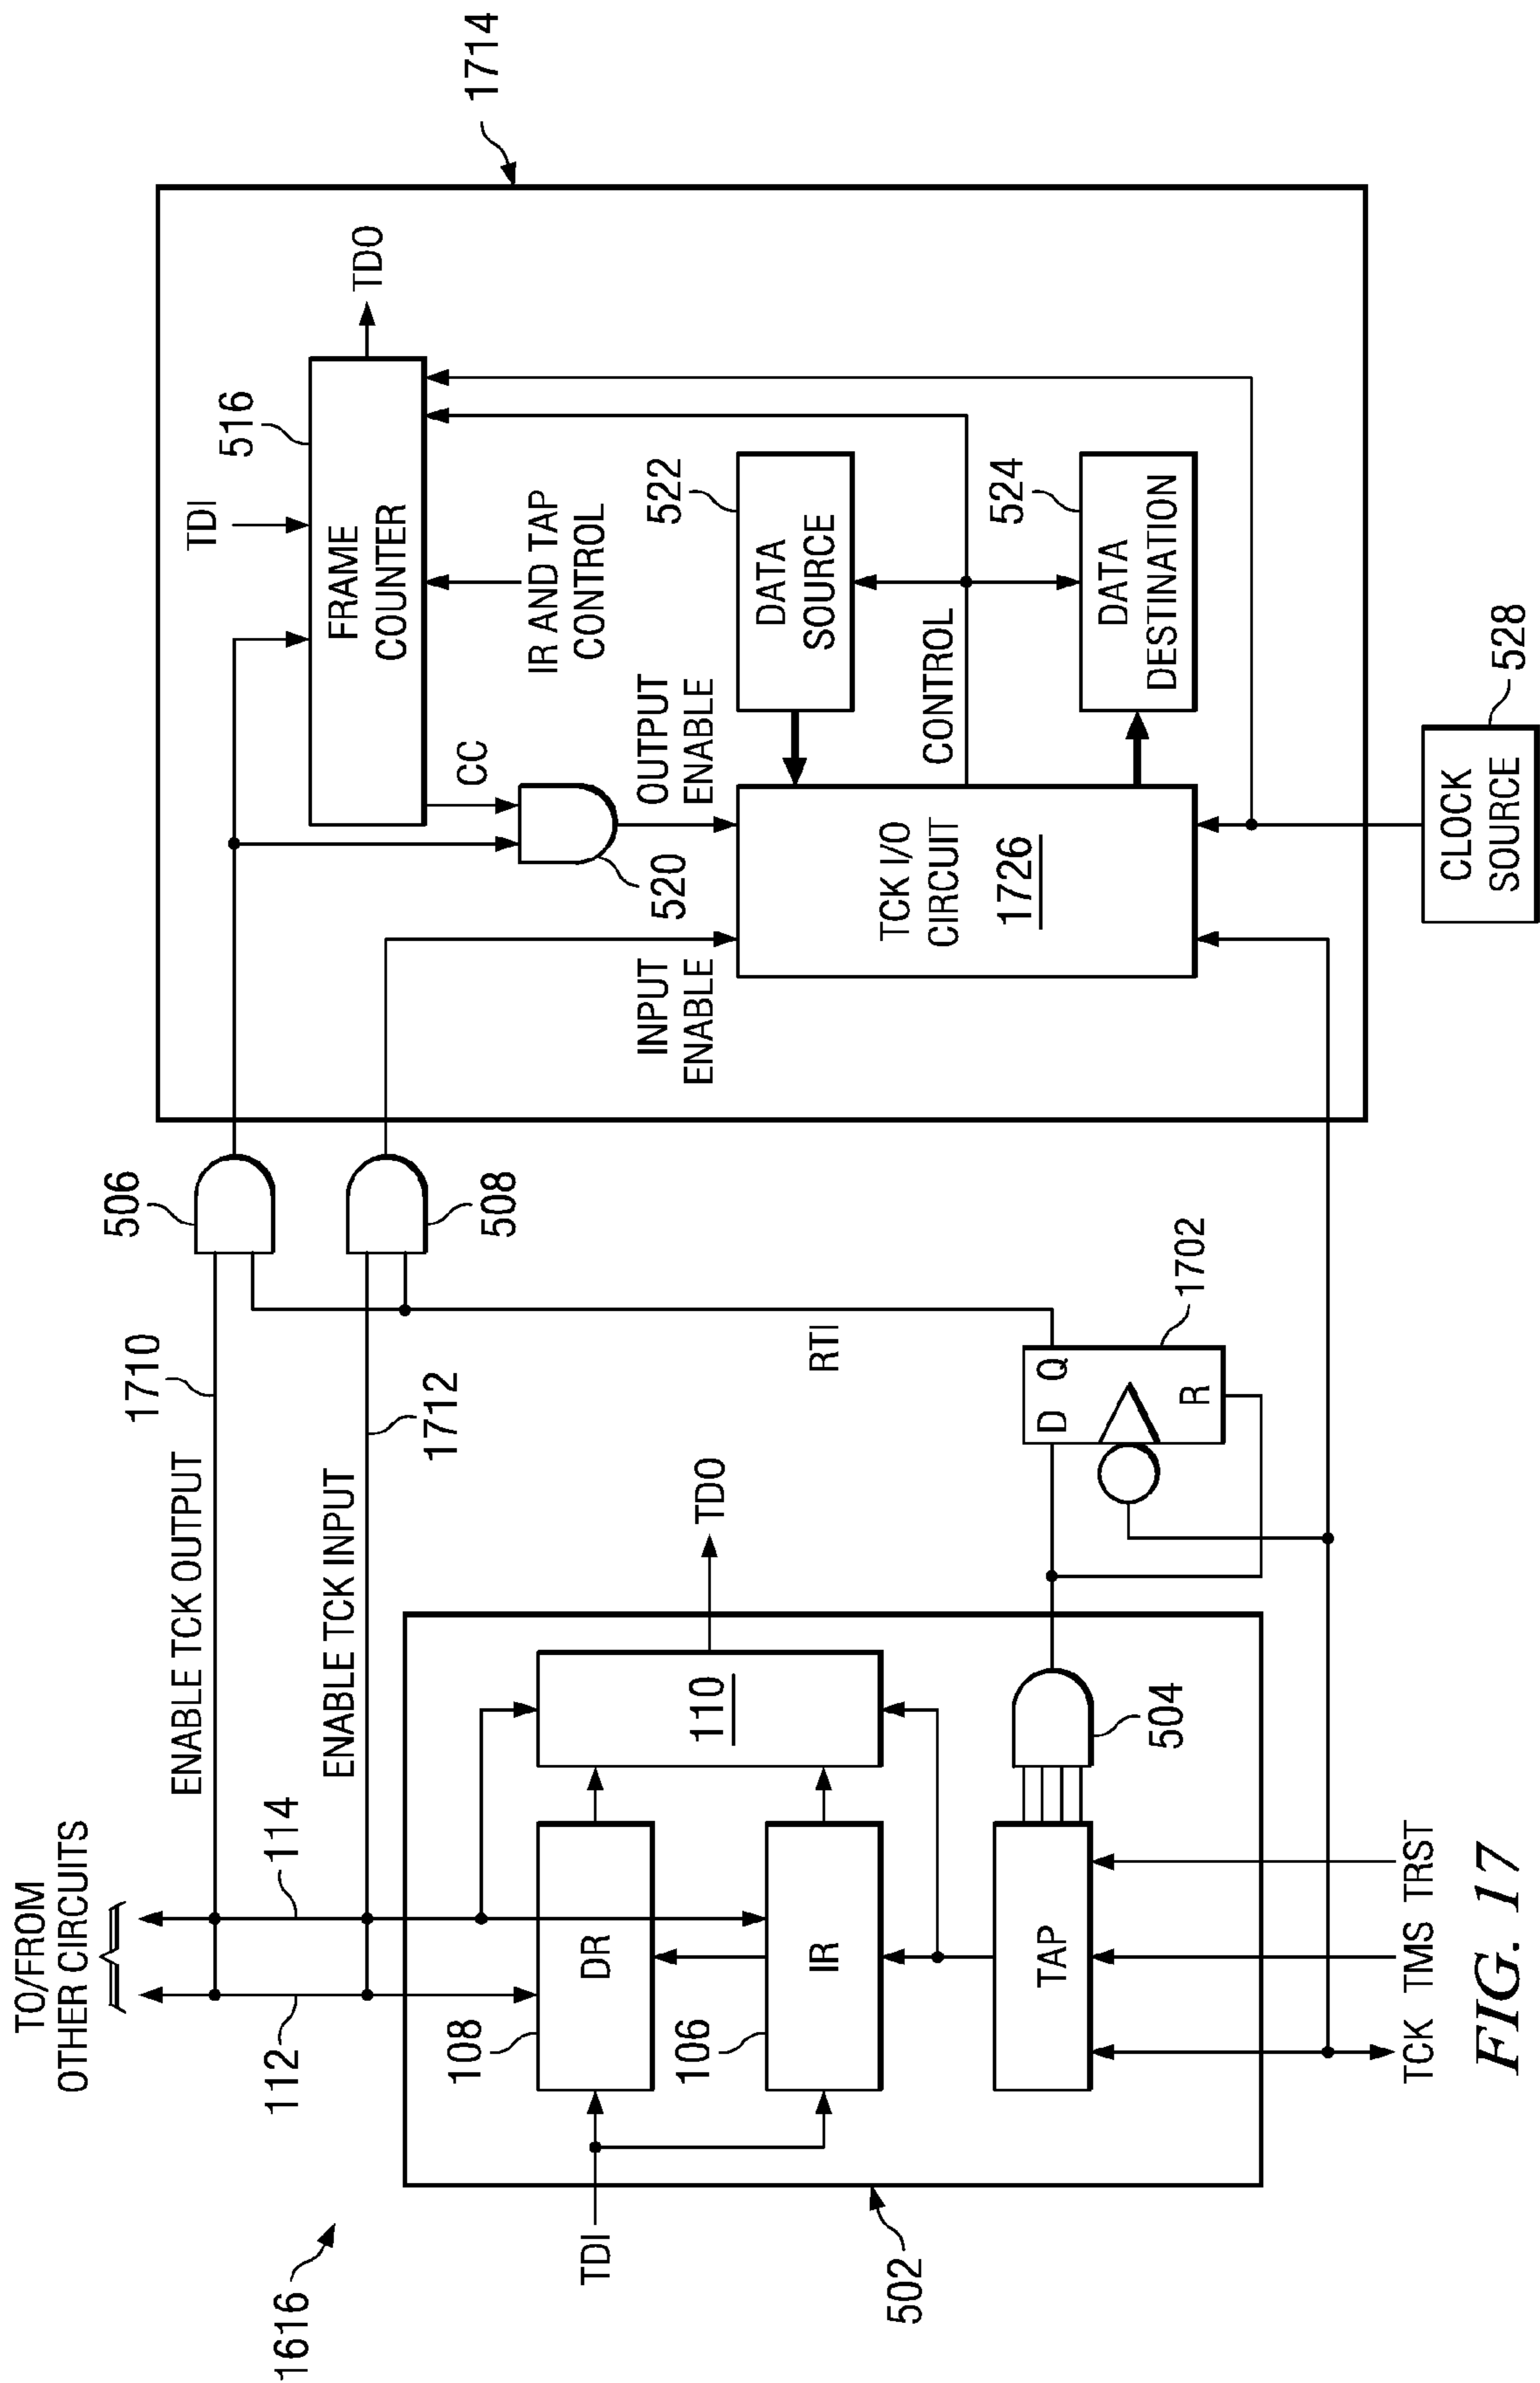 1616
TO/FROM
OTHER CIRCUITS
112
114
ENABLE TCK OUTPUT
1710
506
ENABLE TCK INPUT
1712
508
TDI
502
108
DR
106
IR
110
TDO
TAP
504
TCK
TMS
TRST
D
Q
R
1702
RTI
1714
TDI
516
FRAME
COUNTER
TDO
IR AND TAP
CONTROL
CC
520
INPUT
ENABLE
OUTPUT
ENABLE
522
DATA
SOURCE
CONTROL
524
DATA
DESTINATION
TCK I/O
CIRCUIT
1726
CLOCK
SOURCE
528
FIG. 17